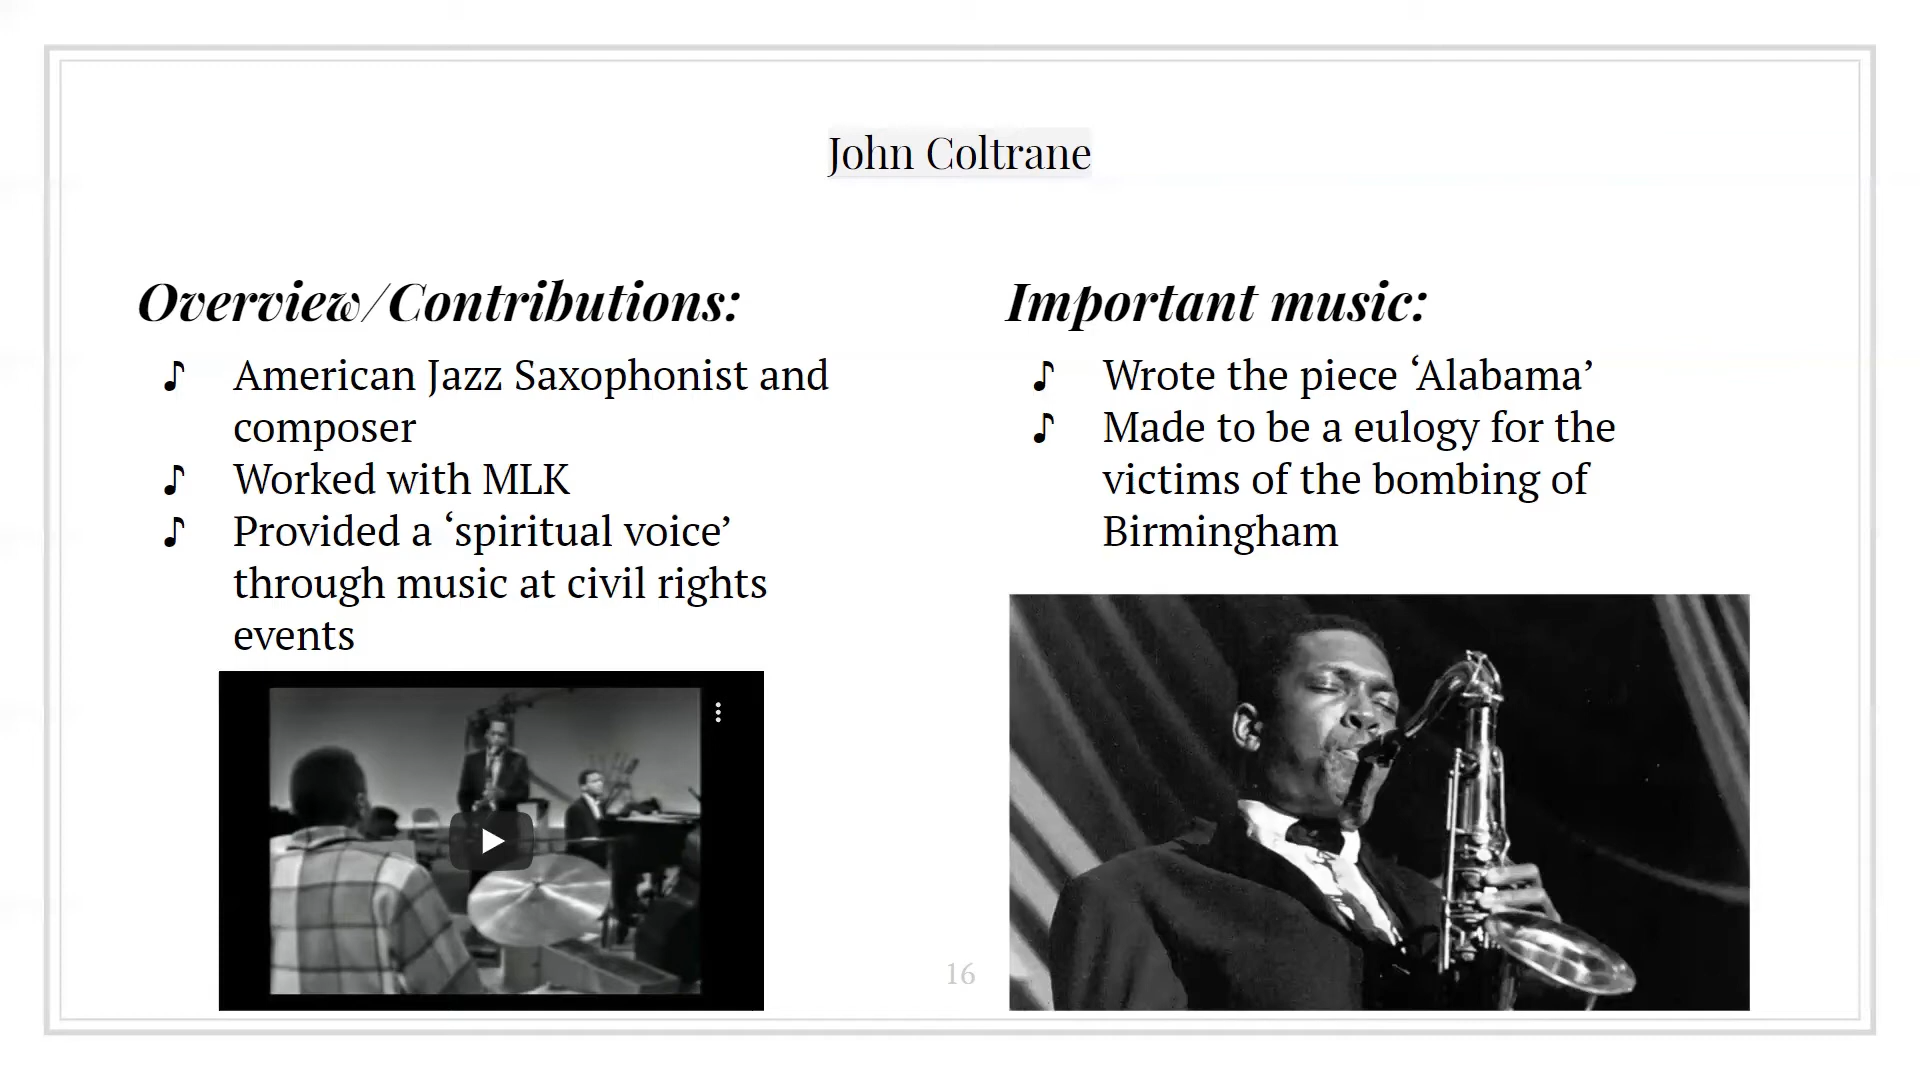 John Coltrane
Overview/Contributions:
♪ American Jazz Saxophonist and
composer
♪ Worked with MLK
♪ Provided a ‘spiritual voice’
through music at civil rights
events
Important music:
♪ Wrote the piece ‘Alabama’
♪ Made to be a eulogy for the
victims of the bombing of
Birmingham
16